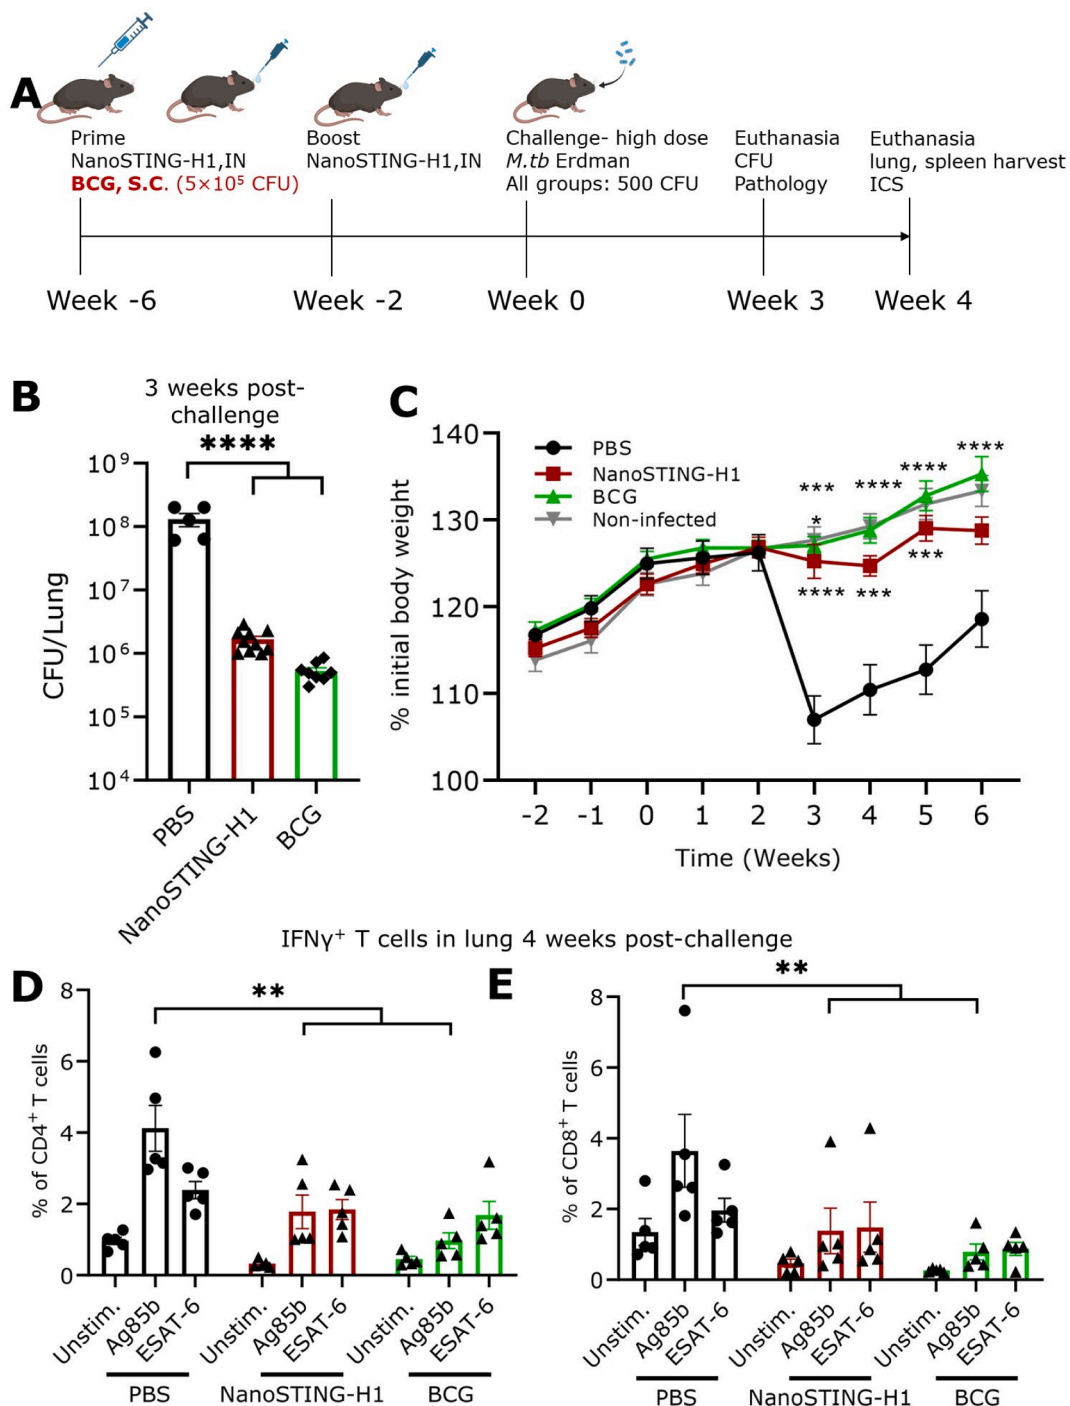 A
Prime
NanoSTING-H1,IN
BCG, S.C. (5×10⁵ CFU)
Boost
NanoSTING-H1,IN
Challenge- high dose
M.tb Erdman
All groups: 500 CFU
Euthanasia
CFU
Pathology
Euthanasia
lung, spleen harvest
ICS
Week -6
Week -2
Week 0
Week 3
Week 4
B
3 weeks post-
challenge
****
CFU/Lung
10⁹
10⁸
10⁷
10⁶
10⁵
10⁴
PBS
NanoSTING-H1
BCG
C
% initial body weight
140
130
120
110
100
PBS
NanoSTING-H1
BCG
Non-infected
***
*
****
****
****
****
***
***
-2
-1
0
1
2
3
4
5
6
Time (Weeks)
IFNγ⁺ T cells in lung 4 weeks post-challenge
D
**
% of CD4⁺ T cells
8
6
4
2
0
Unstim.
Ag85b
ESAT-6
Unstim.
Ag85b
ESAT-6
Unstim.
Ag85b
ESAT-6
PBS
NanoSTING-H1
BCG
E
**
% of CD8⁺ T cells
8
6
4
2
0
Unstim.
Ag85b
ESAT-6
Unstim.
Ag85b
ESAT-6
Unstim.
Ag85b
ESAT-6
PBS
NanoSTING-H1
BCG